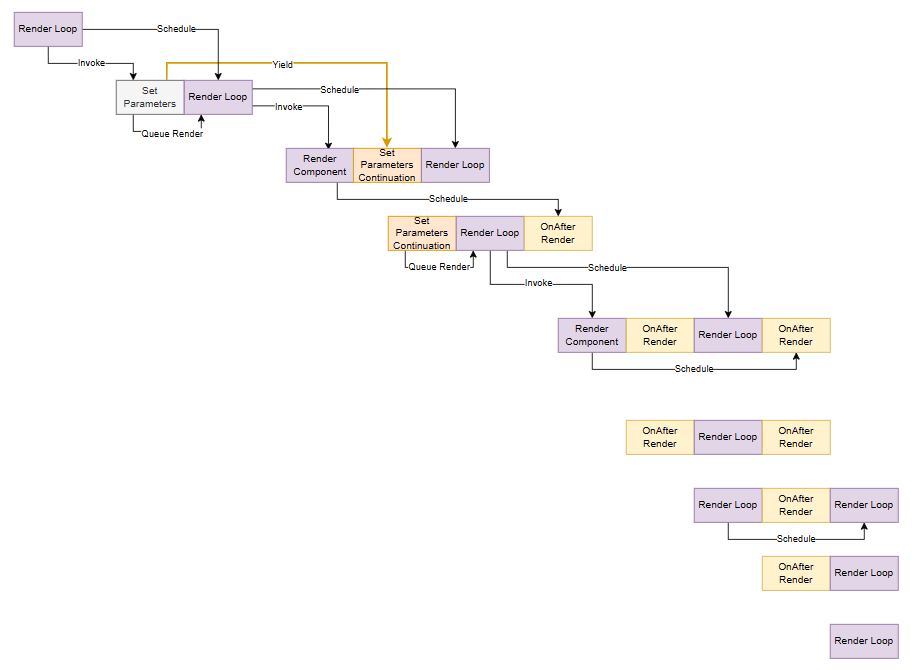 Render Loop
Schedule
Invoke
Yield
Set
Parameters
Render Loop
Schedule
Invoke
Queue Render
Render
Component
Set
Parameters
Continuation
Render Loop
Schedule
Set
Parameters
Continuation
Render Loop
OnAfter
Render
Queue Render
Schedule
Invoke
Render
Component
OnAfter
Render
Render Loop
OnAfter
Render
Schedule
OnAfter
Render
Render Loop
OnAfter
Render
Render Loop
OnAfter
Render
Render Loop
Schedule
OnAfter
Render
Render Loop
Render Loop